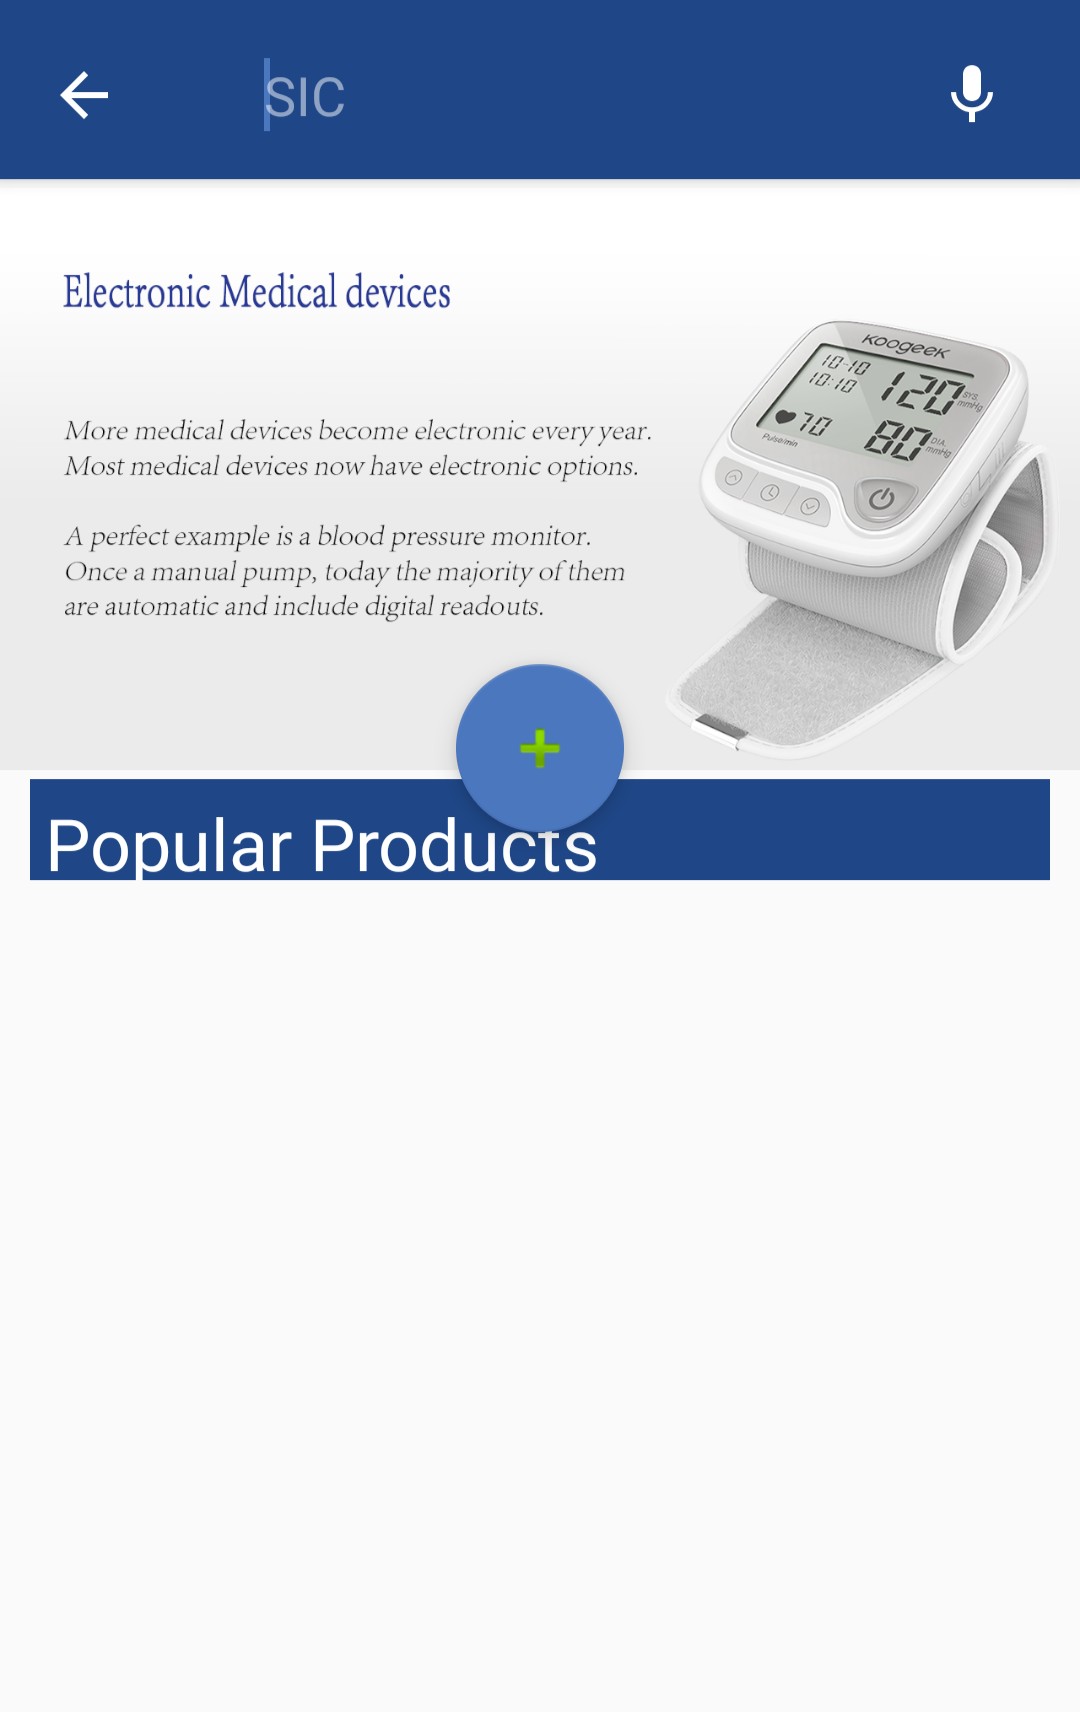 SIC
Electronic Medical devices
Koogeek
10-10
10:10
120
SYS.
mmHg
70
Pulse/min
80
DIA.
mmHg
More medical devices become electronic every year.
Most medical devices now have electronic options.
A perfect example is a blood pressure monitor.
Once a manual pump, today the majority of them
are automatic and include digital readouts.
Popular Products